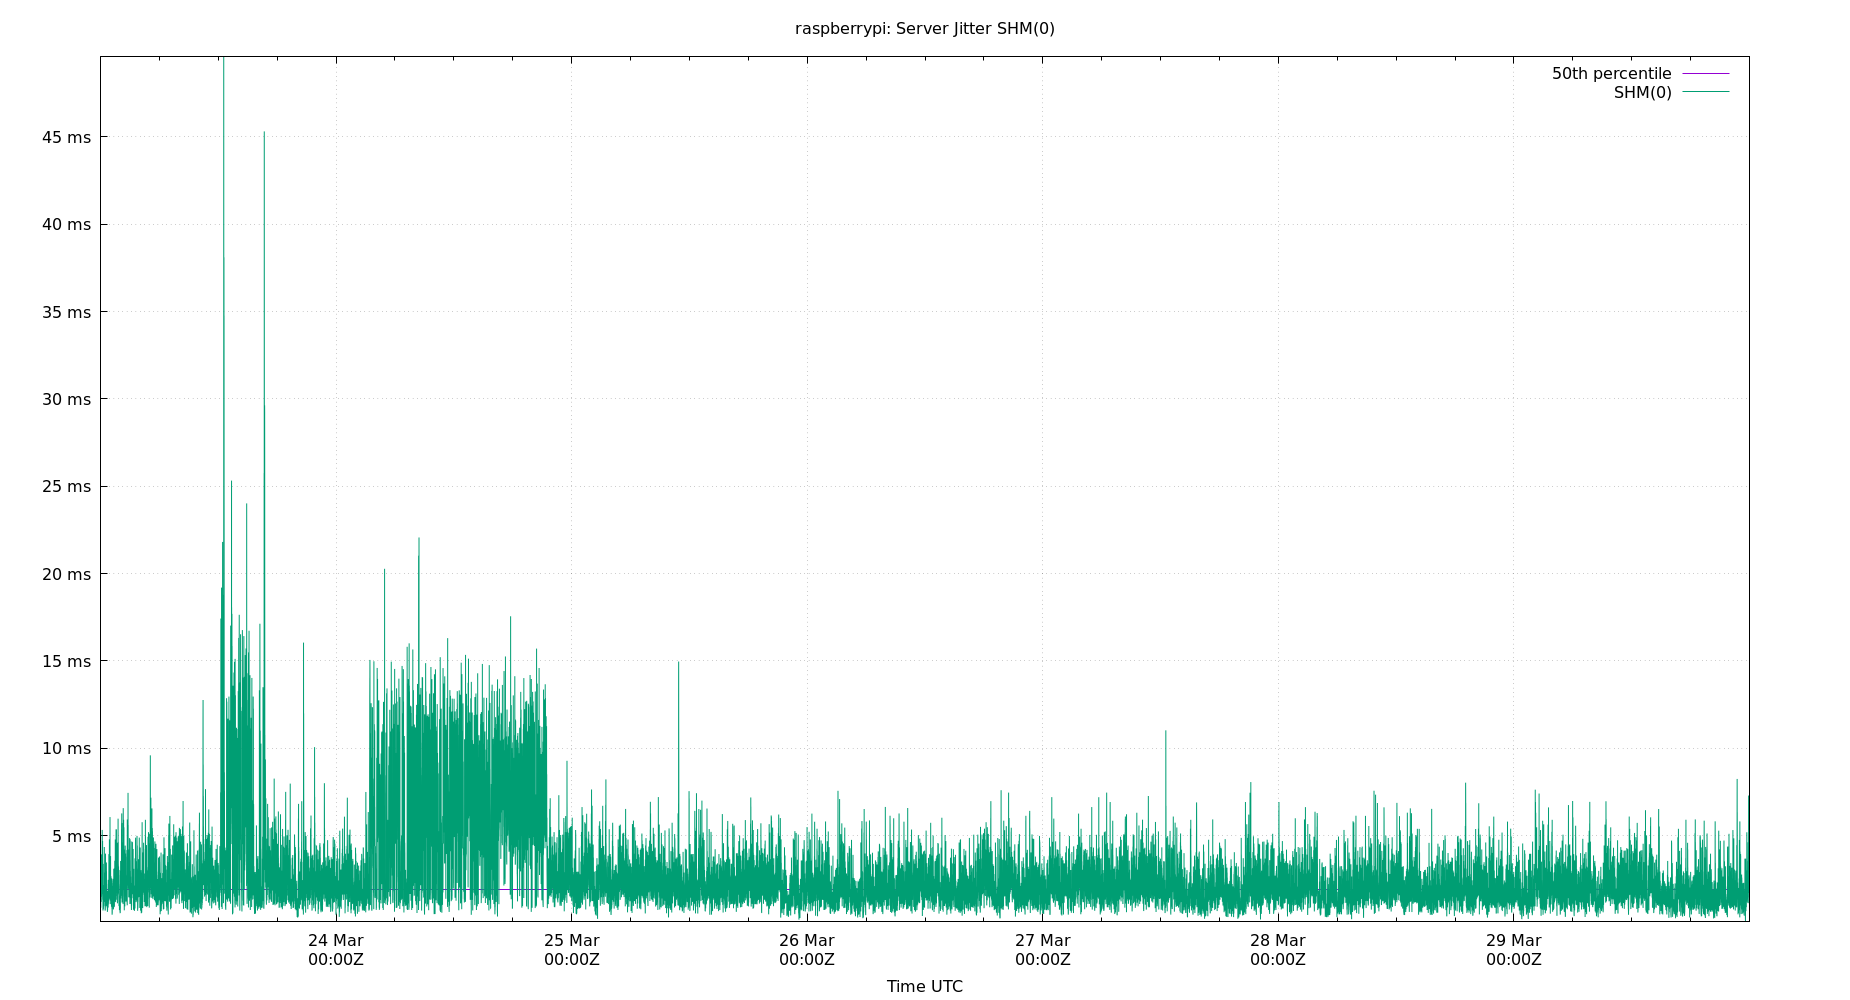 raspberrypi: Server Jitter SHM(0)
50th percentile
SHM(0)
45 ms
40 ms
35 ms
30 ms
25 ms
20 ms
15 ms
10 ms
5 ms
24 Mar 25 Mar 26 Mar 27 Mar 28 Mar 29 Mar
00:00Z 00:00Z 00:00Z 00:00Z 00:00Z 00:00Z
Time UTC